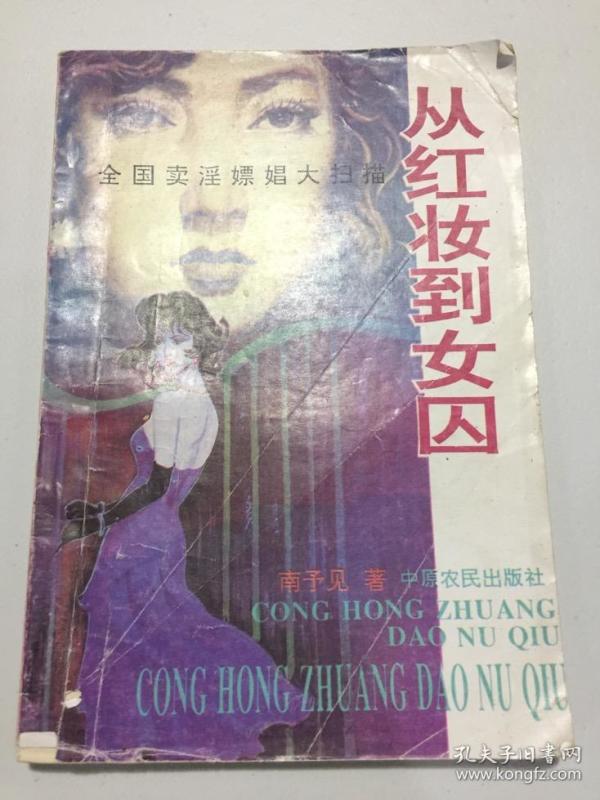 从红妆到女囚
全国卖淫嫖娼大扫描
南予见 著 中原农民出版社
CONG HONG ZHUANG
DAO NU QIU
CONG HONG ZHUANG DAO NU QIU
孔夫子旧书网
www.kongfz.com